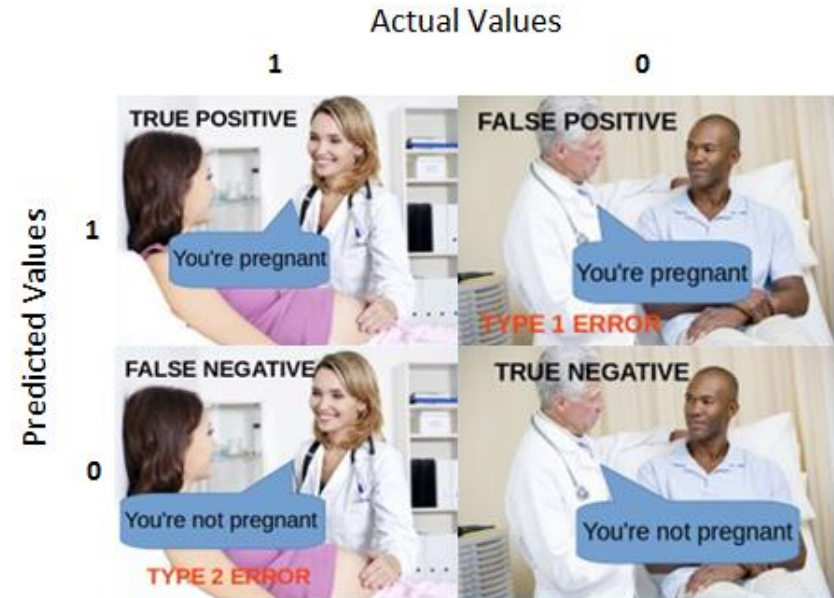 Actual Values
1 0
TRUE POSITIVE FALSE POSITIVE
Predicted Values
1
You're pregnant You're pregnant
TYPE 1 ERROR
FALSE NEGATIVE TRUE NEGATIVE
0
You're not pregnant You're not pregnant
TYPE 2 ERROR